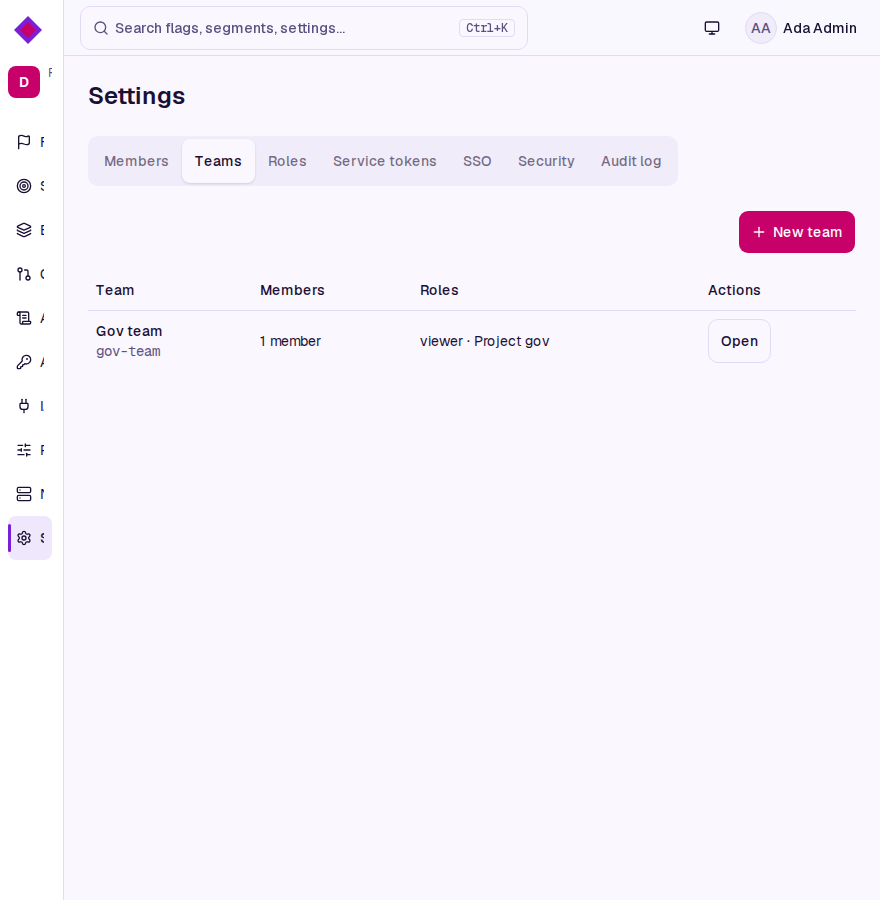 Search flags, segments, settings... Ctrl+K
AA Ada Admin
D
Settings
Members Teams Roles Service tokens SSO Security Audit log
New team
Team Members Roles Actions
Gov team
gov-team
1 member
viewer · Project gov
Open